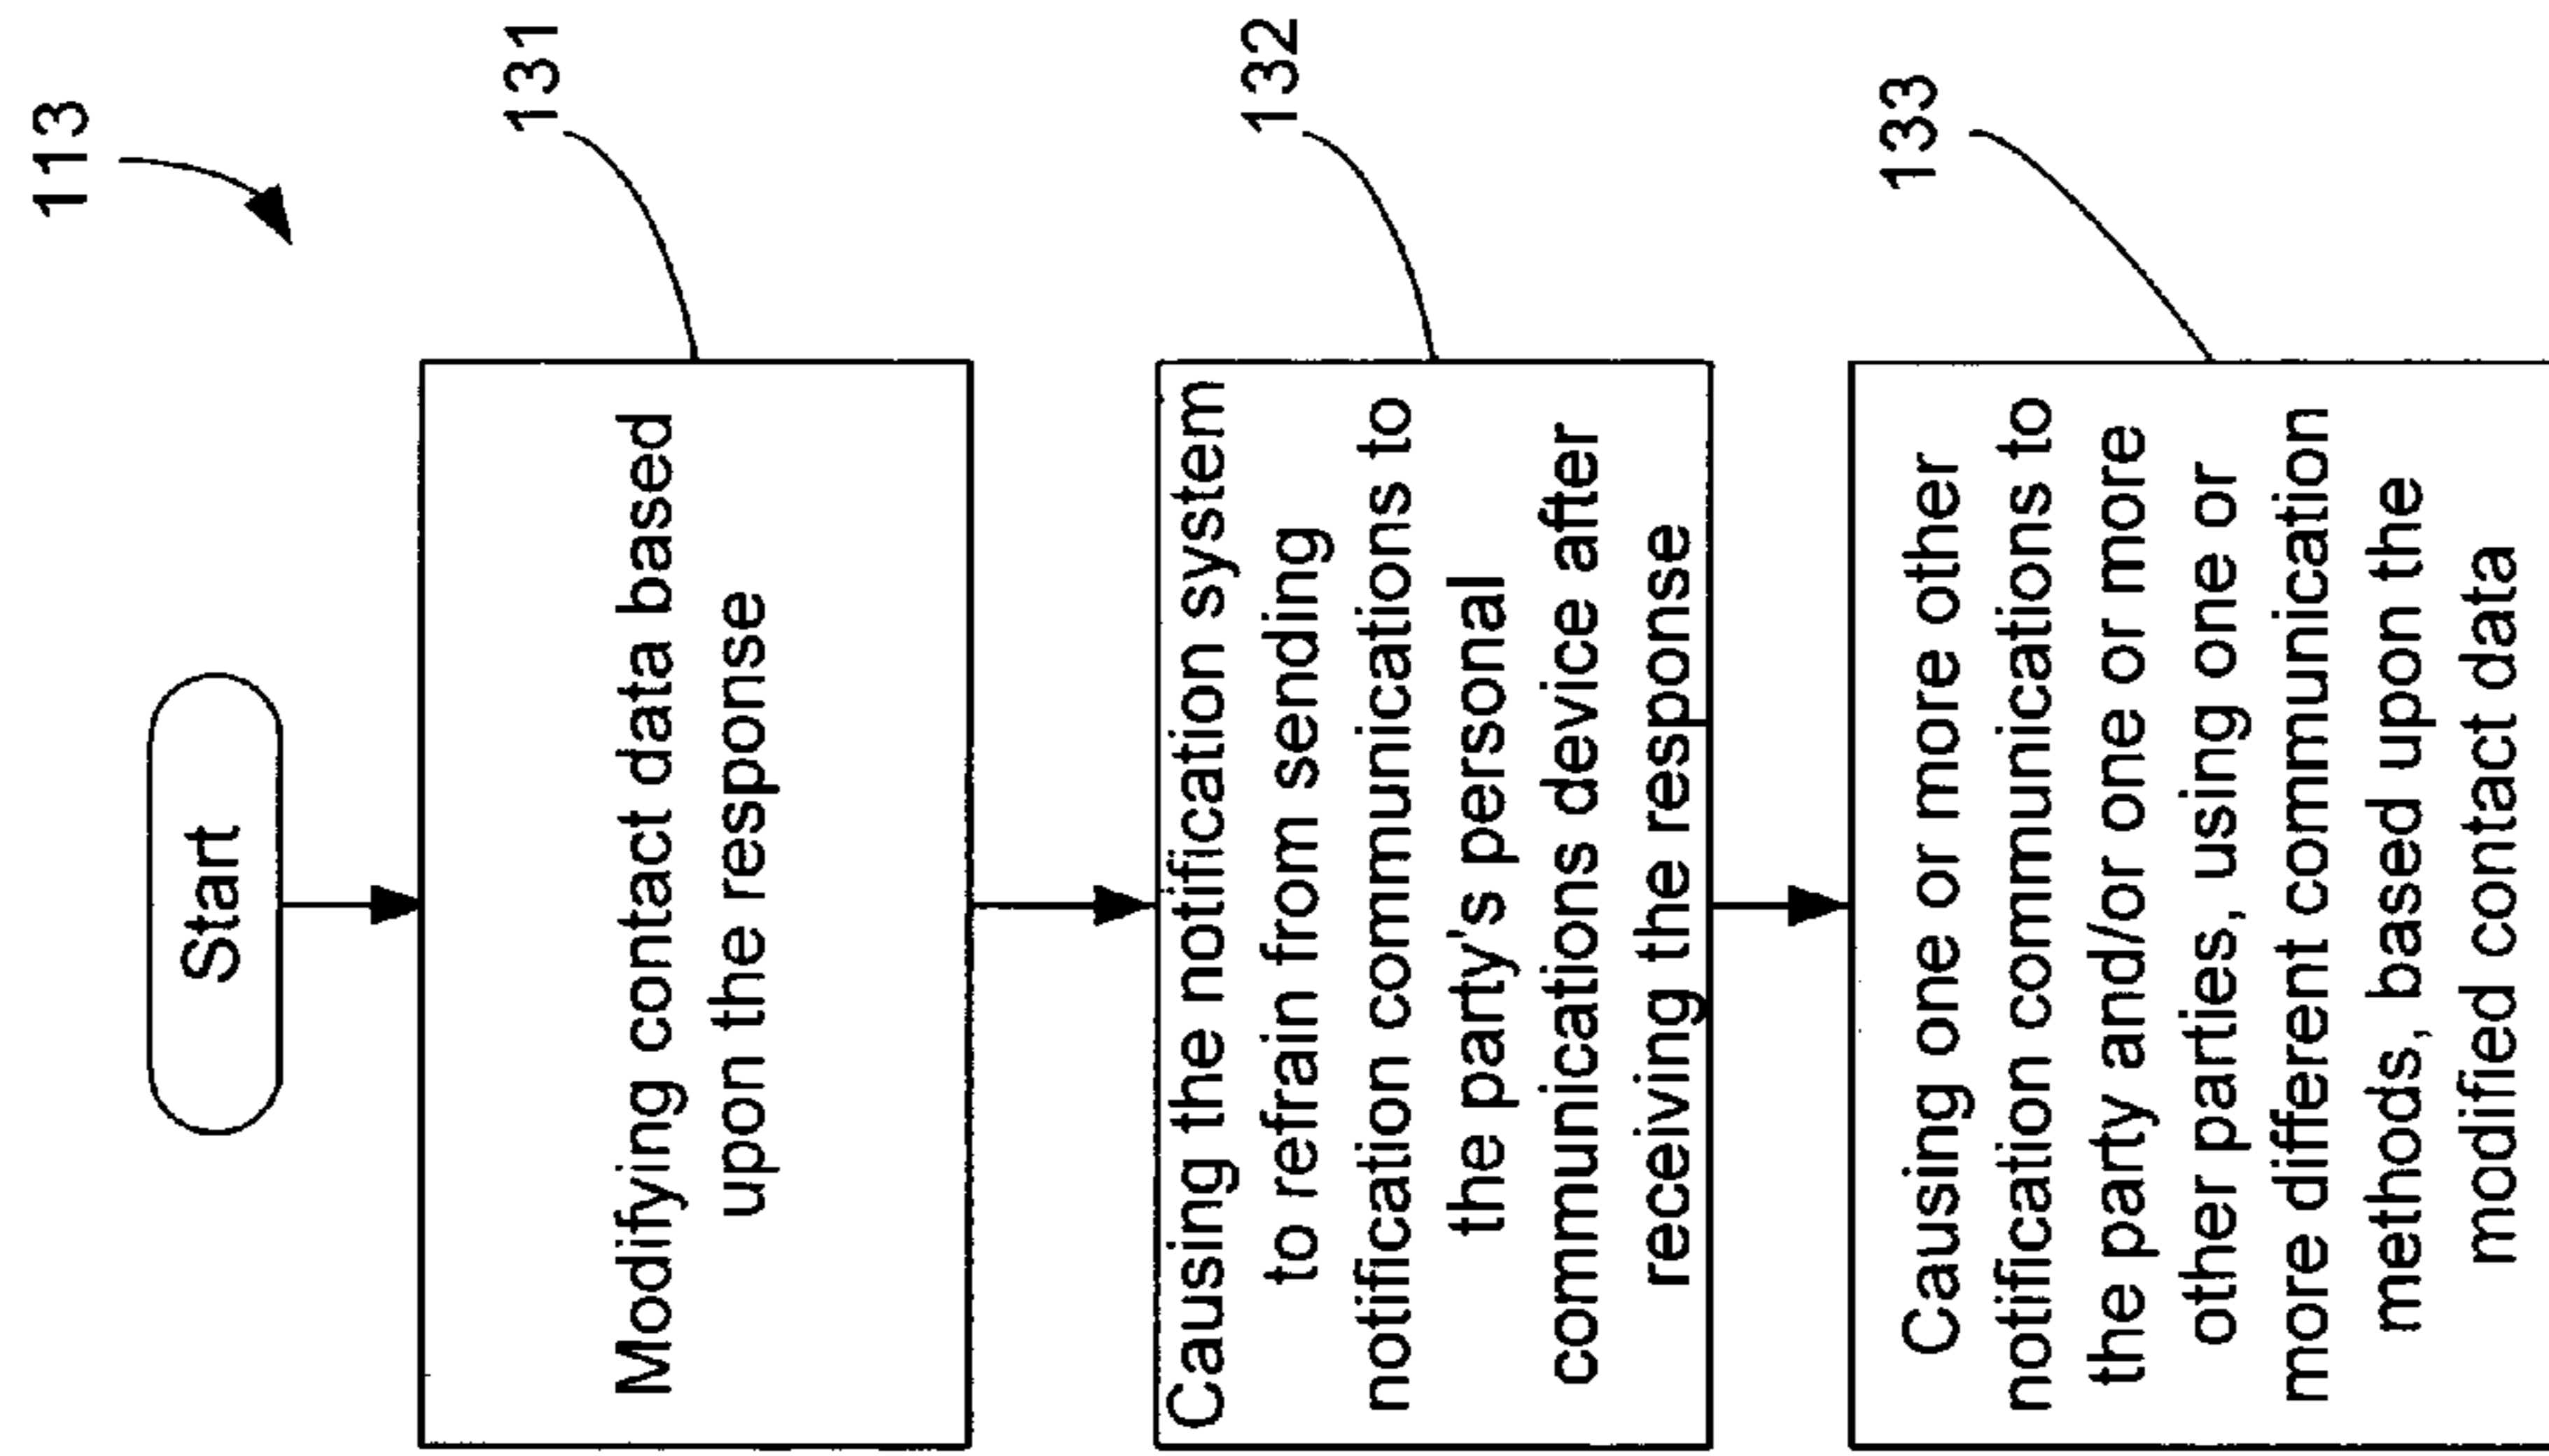 113
Start
131
Modifying contact data based
upon the response
132
Causing the notification system
to refrain from sending
notification communications to
the party's personal
communications device after
receiving the response
133
Causing one or more other
notification communications to
the party and/or one or more
other parties, using one or
more different communication
methods, based upon the
modified contact data